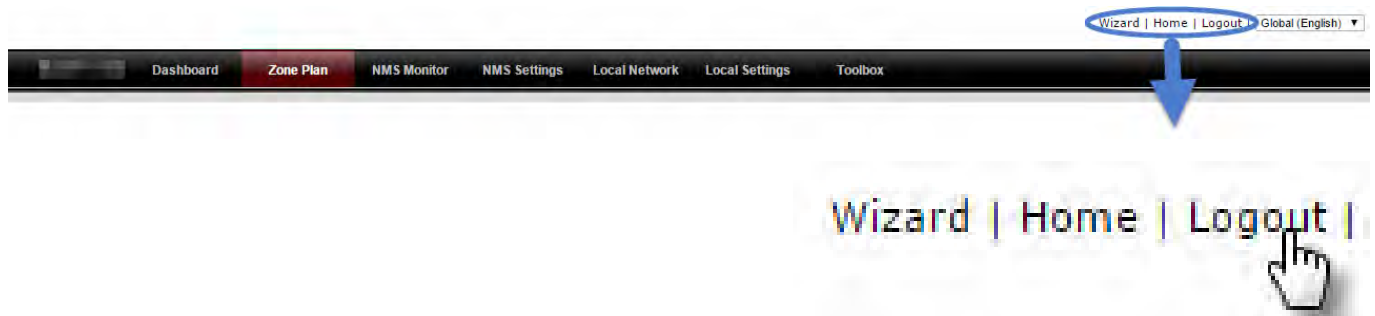 Wizard | Home | Logout | Global (English)
Dashboard Zone Plan NMS Monitor NMS Settings Local Network Local Settings Toolbox
Wizard | Home | Logout |